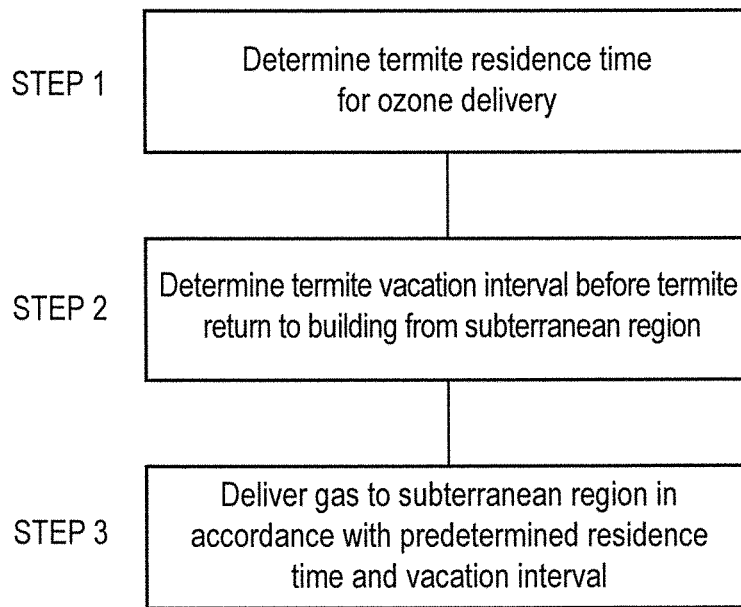 STEP 1
Determine termite residence time
for ozone delivery
STEP 2
Determine termite vacation interval before termite
return to building from subterranean region
STEP 3
Deliver gas to subterranean region in
accordance with predetermined residence
time and vacation interval